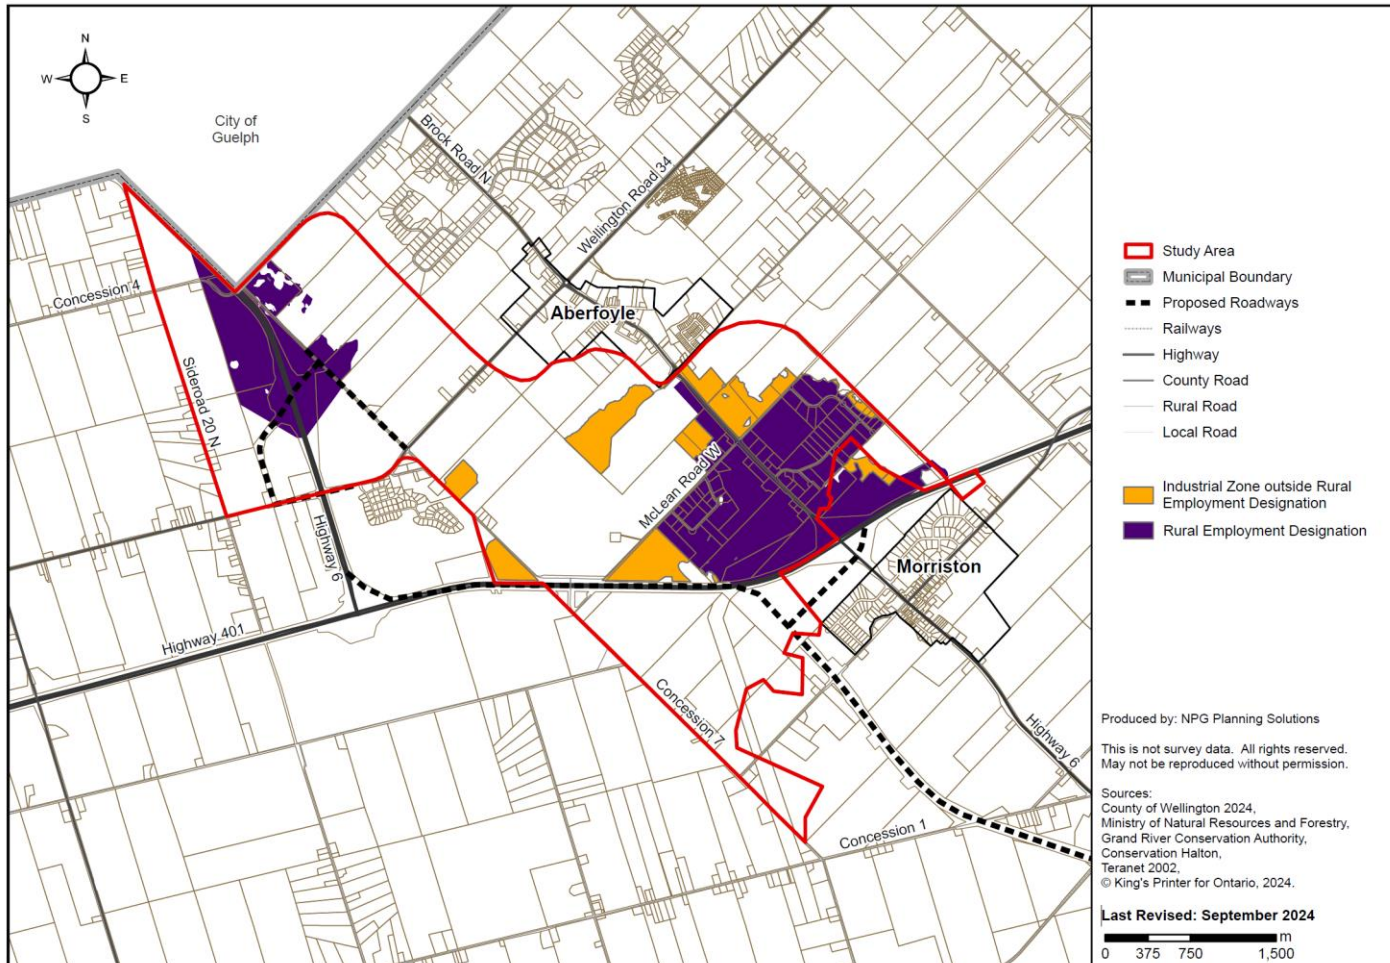 N
W
E
S
City of
Guelph
Brock Road N
Wellington Road 34
Concession 4
Aberfoyle
Sideroad 20 N
McLean Road W
Highway 6
Morriston
Highway 401
Concession 7
Highway 6
Concession 1
Study Area
Municipal Boundary
Proposed Roadways
Railways
Highway
County Road
Rural Road
Local Road
Industrial Zone outside Rural
Employment Designation
Rural Employment Designation
Produced by: NPG Planning Solutions
This is not survey data. All rights reserved.
May not be reproduced without permission.
Sources:
County of Wellington 2024,
Ministry of Natural Resources and Forestry,
Grand River Conservation Authority,
Conservation Halton,
Teranet 2002,
© King's Printer for Ontario, 2024.
Last Revised: September 2024
m
0 375 750 1,500